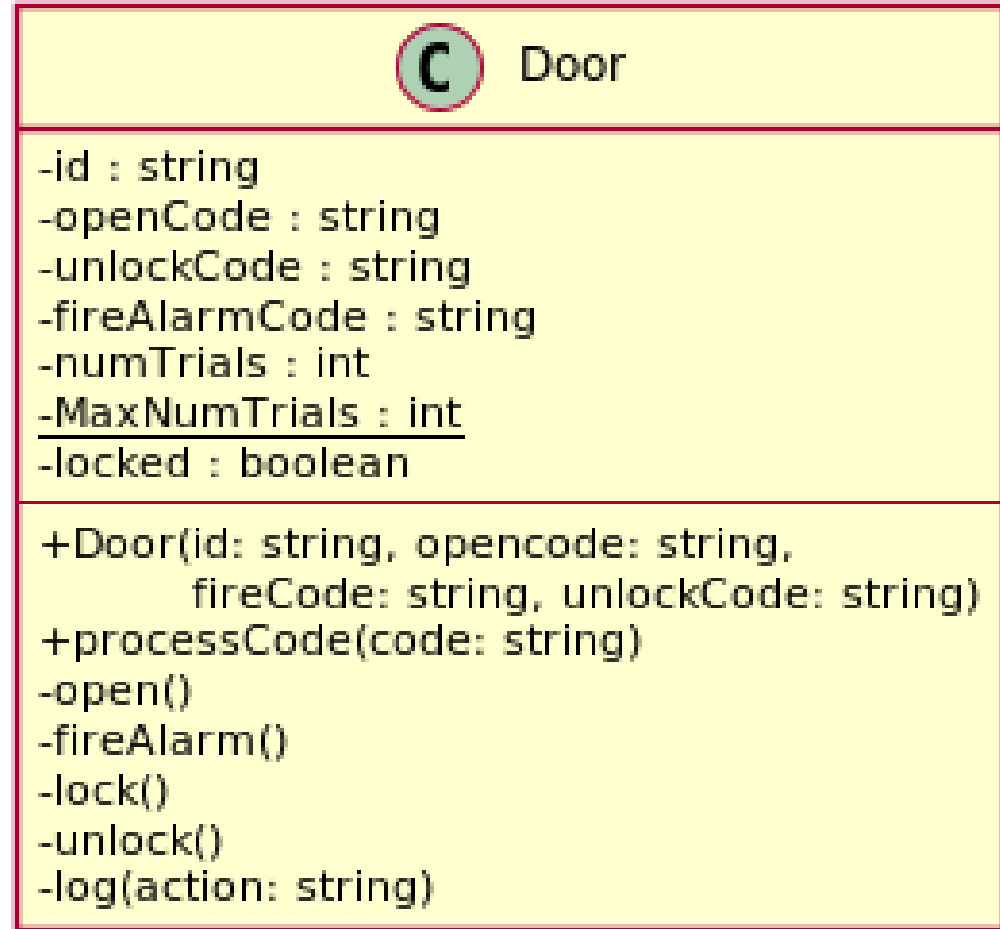 C Door
-id : string
-openCode : string
-unlockCode : string
-fireAlarmCode : string
-numTrials : int
-MaxNumTrials : int
-locked : boolean
+Door(id: string, opencode: string,
fireCode: string, unlockCode: string)
+processCode(code: string)
-open()
-fireAlarm()
-lock()
-unlock()
-log(action: string)